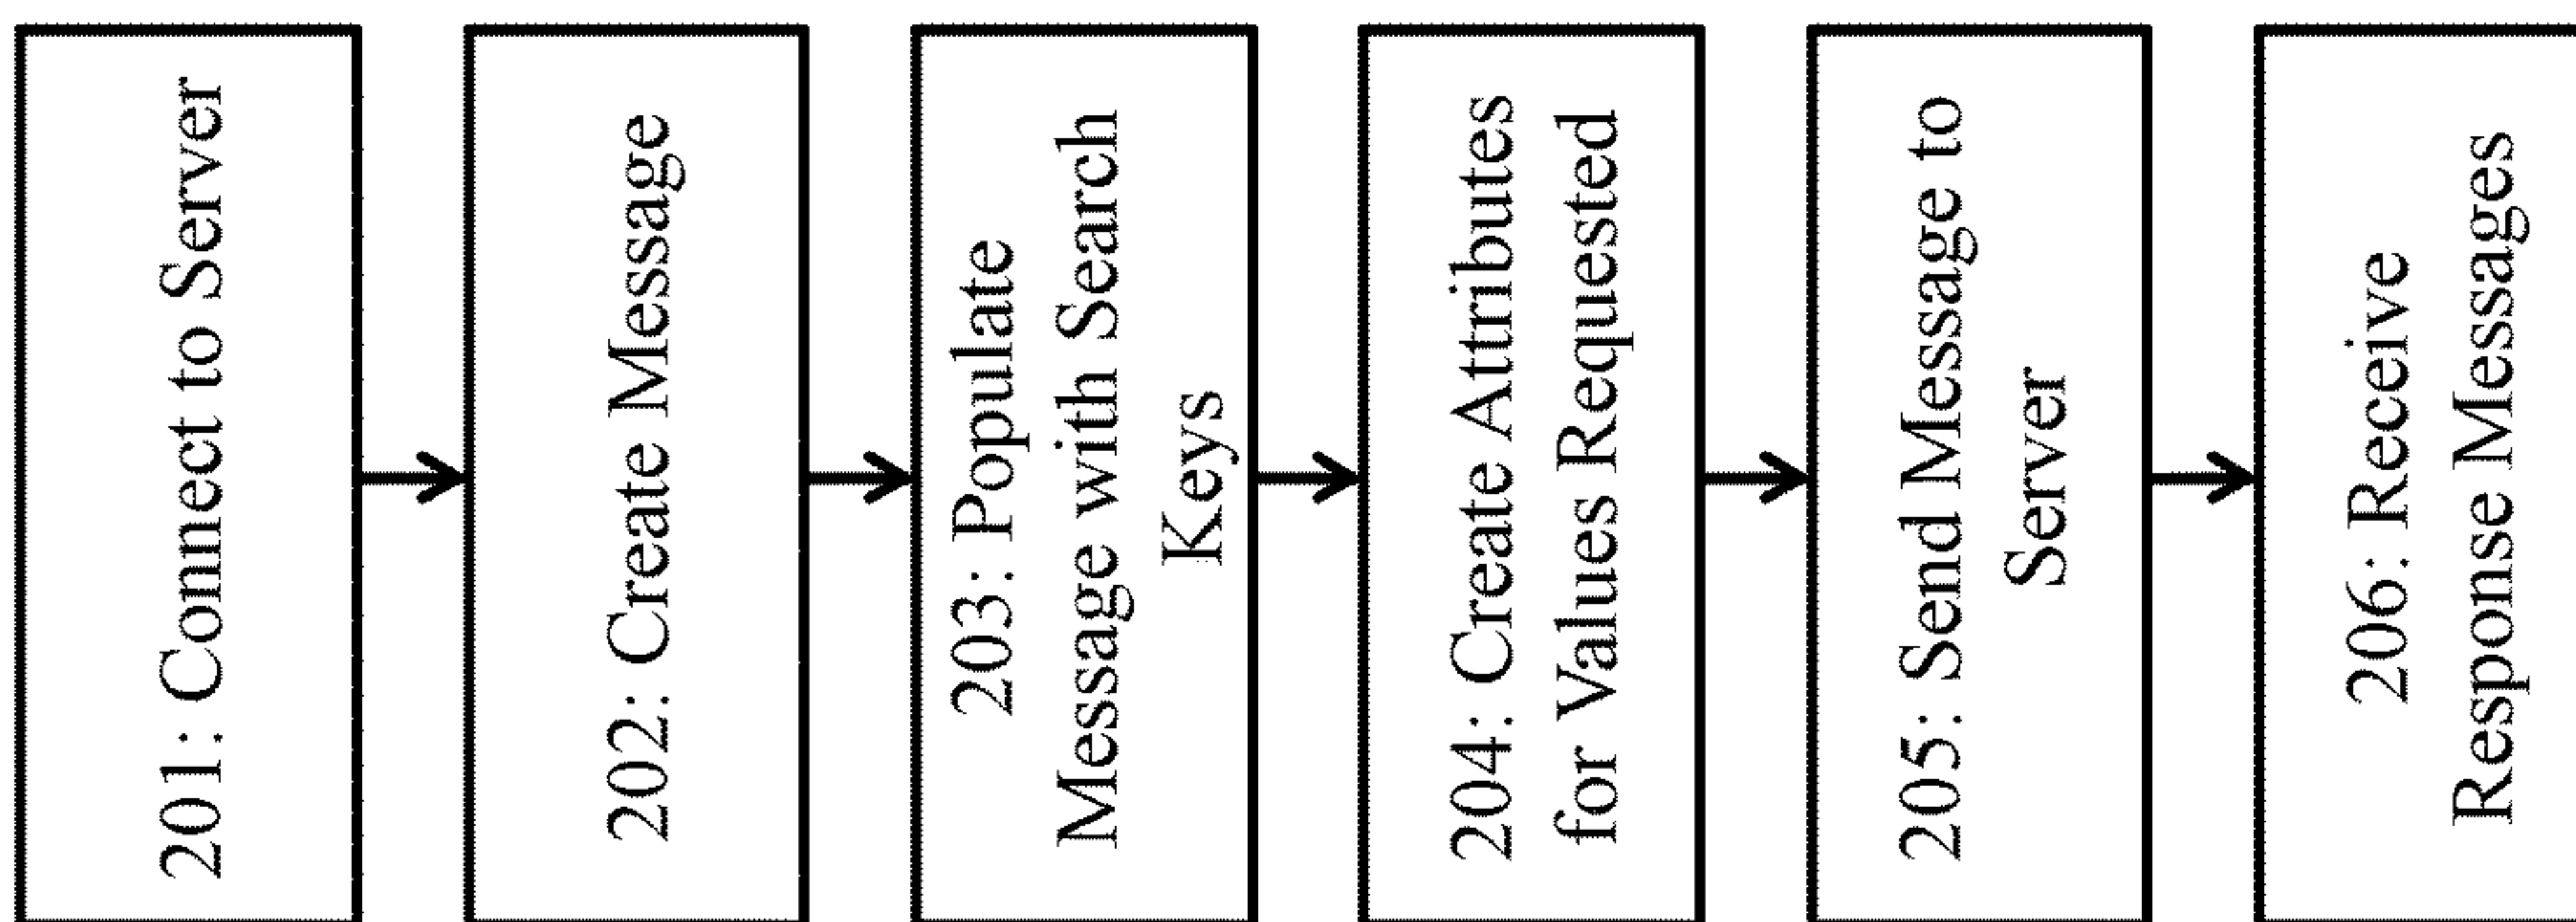 201: Connect to Server
202: Create Message
203: Populate
Message with Search
Keys
204: Create Attributes
for Values Requested
205: Send Message to
Server
206: Receive
Response Messages